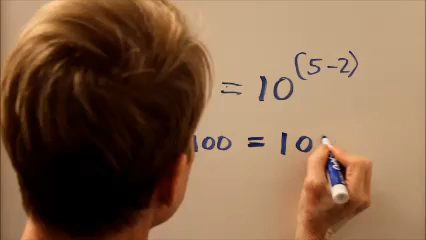 = 10^(5-2)
100 = 10